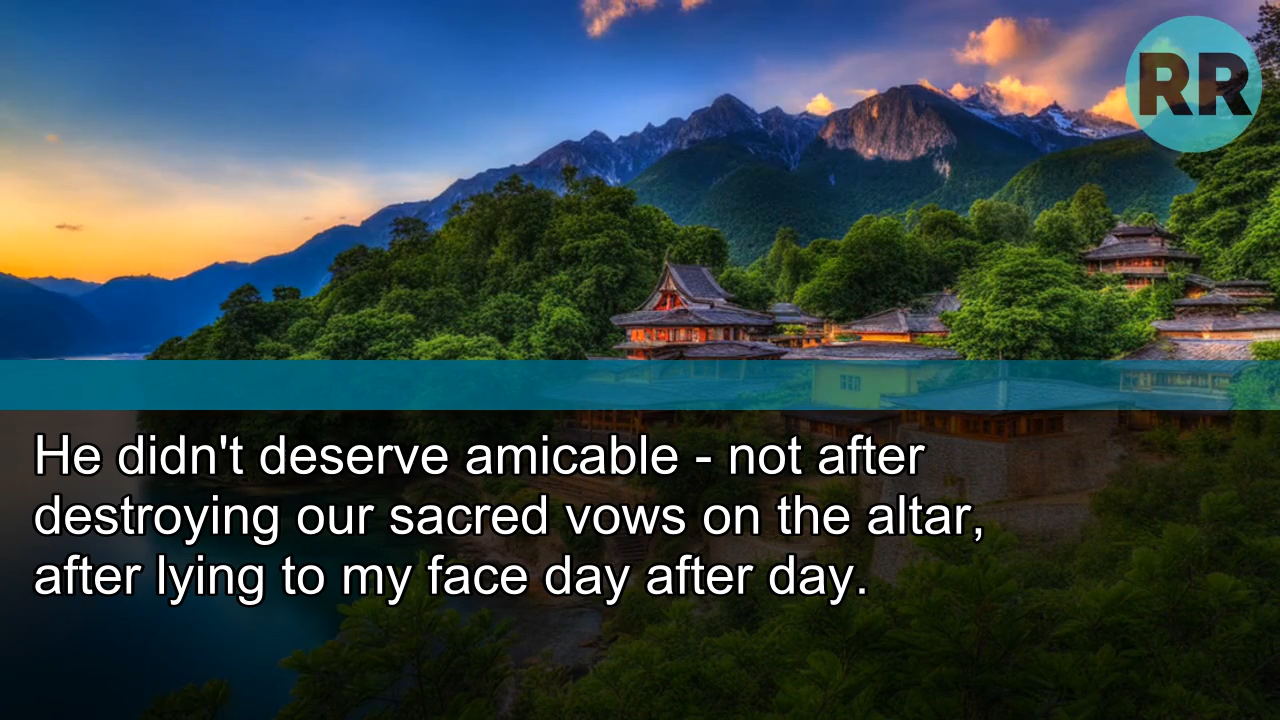 RR
He didn't deserve amicable - not after
destroying our sacred vows on the altar,
after lying to my face day after day.